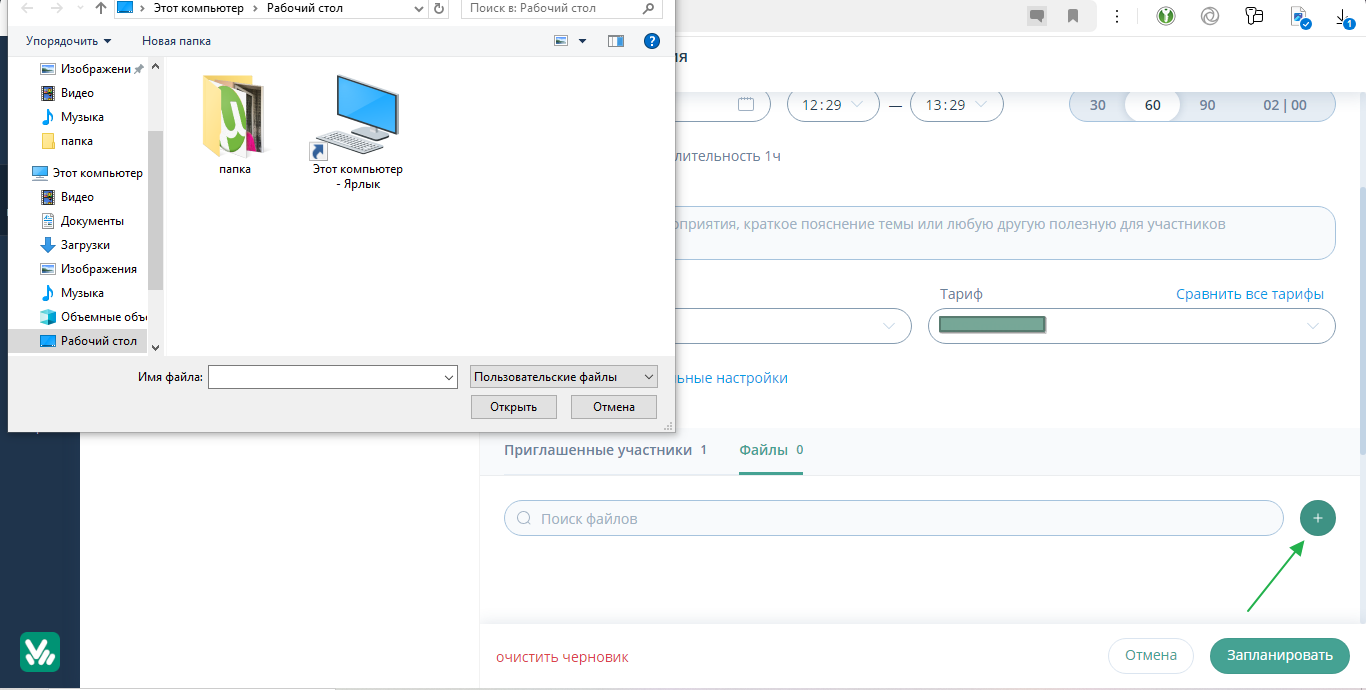 Этот компьютер
Рабочий стол
Поиск в: Рабочий стол
1
Упорядочить
Новая папка
?
Изображени
Видео
Музыка
папка
Этот компьютер
Видео
Документы
Загрузки
Изображения
Музыка
Объемные объ
Рабочий стол
папка
Этот компьютер
- Ярлык
Имя файла:
Пользовательские файлы
Открыть
Отмена
ия
12:29 — 13:29
30 60 90 02 | 00
лительность 1ч
оприятия, краткое пояснение темы или любую другую полезную для участников
Тариф
Сравнить все тарифы
ьные настройки
Приглашенные участники 1
Файлы 0
Поиск файлов
+
очистить черновик
Отмена
Запланировать